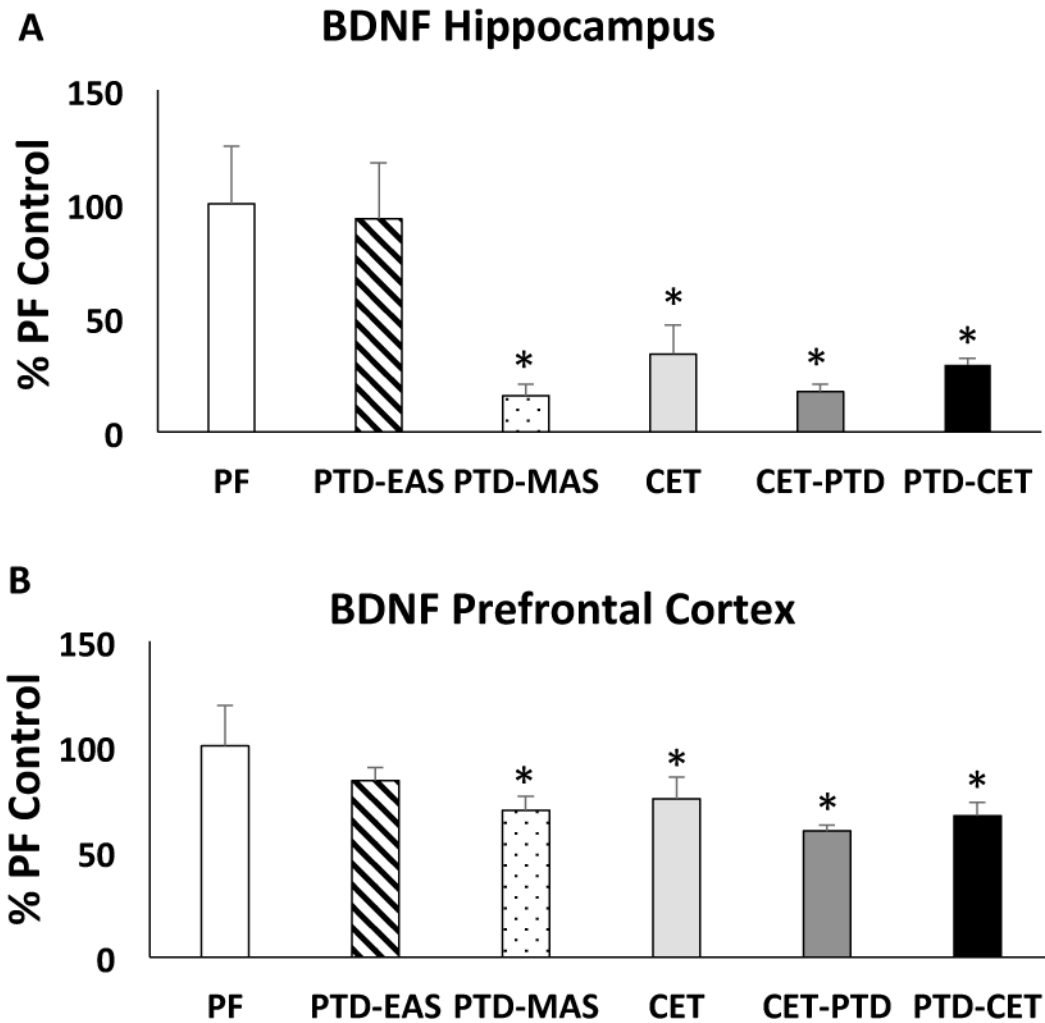 A
BDNF Hippocampus
% PF Control
150
100
50
0
*
*
*
*
PF PTD-EAS PTD-MAS CET CET-PTD PTD-CET
B
BDNF Prefrontal Cortex
% PF Control
150
100
50
0
*
*
*
*
PF PTD-EAS PTD-MAS CET CET-PTD PTD-CET